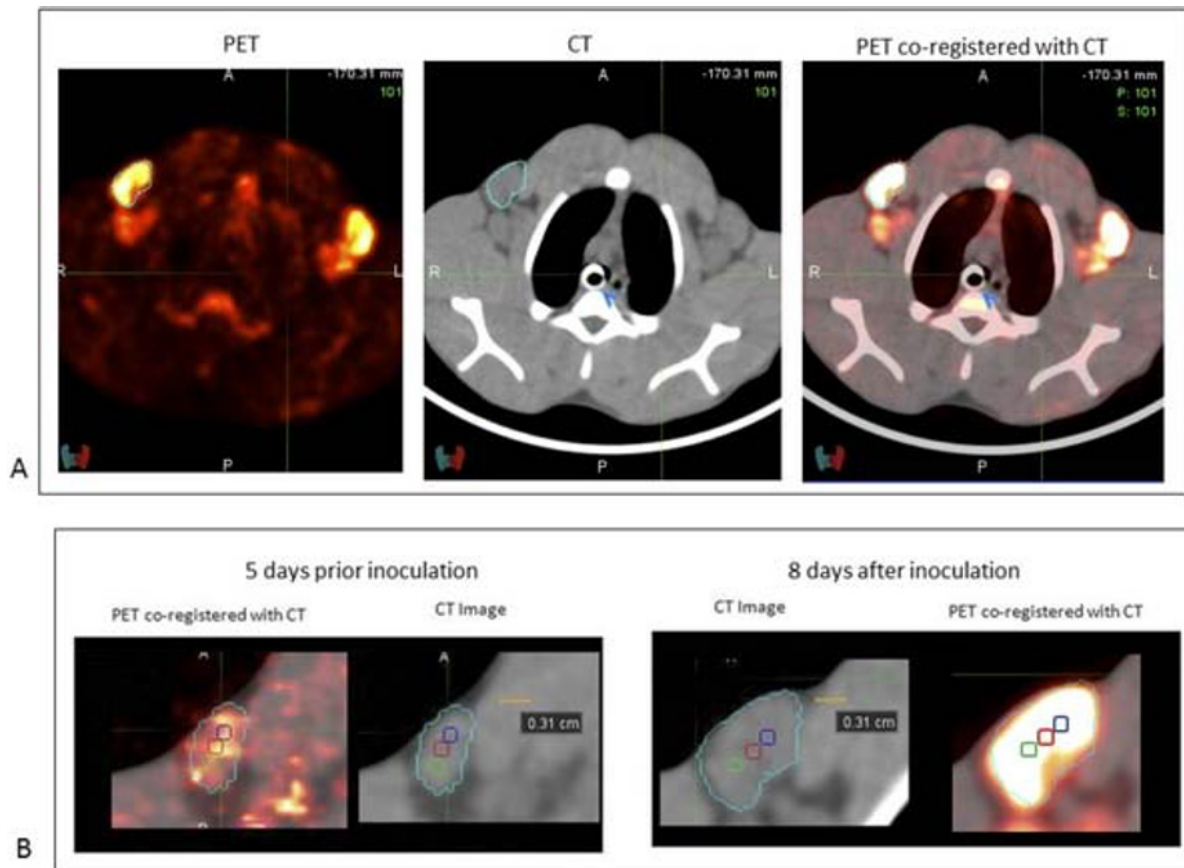 PET
CT
PET co-registered with CT
-170.31 mm
101
A
R
L
P
-170.31 mm
101
A
R
L
P
-170.31 mm
P: 101
S: 101
A
R
L
P
A
5 days prior inoculation
8 days after inoculation
PET co-registered with CT
CT Image
CT Image
PET co-registered with CT
A
A
0.31 cm
0.31 cm
B